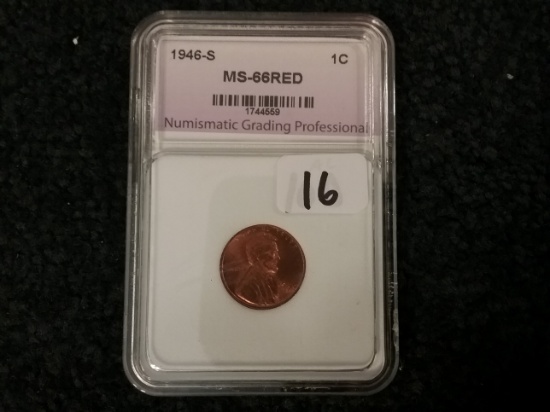 1946-S 1C
MS-66RED
1744559
Numismatic Grading Professional
16